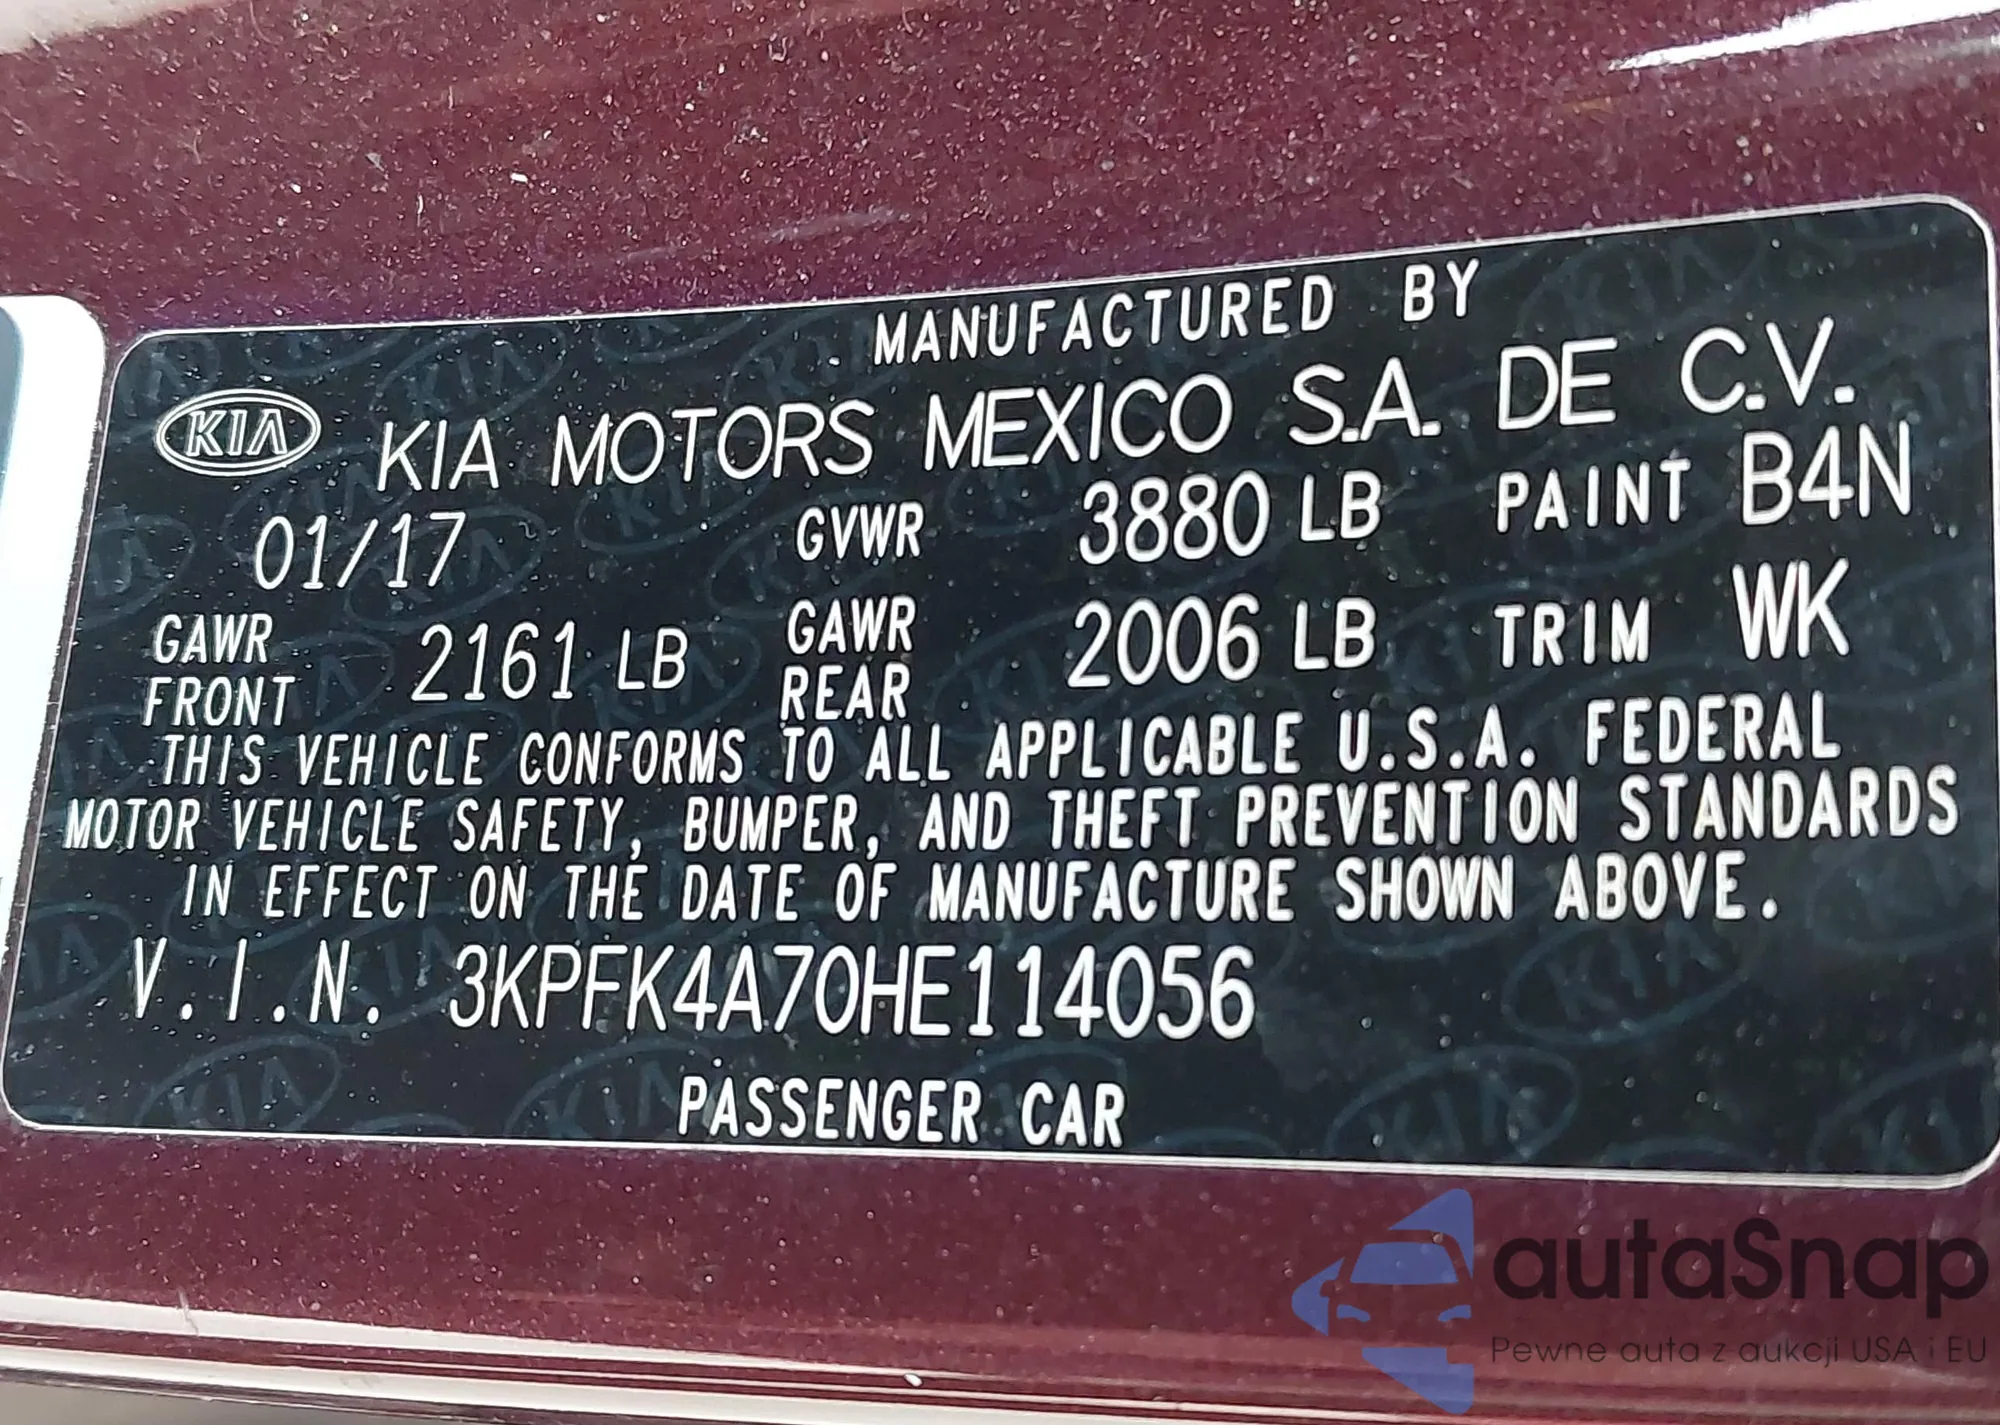 MANUFACTURED BY
KIA KIA MOTORS MEXICO S.A. DE C.V.
01/17 GVWR 3880 LB PAINT B4N
GAWR FRONT 2161 LB GAWR REAR 2006 LB TRIM WK
THIS VEHICLE CONFORMS TO ALL APPLICABLE U.S.A. FEDERAL
MOTOR VEHICLE SAFETY, BUMPER, AND THEFT PREVENTION STANDARDS
IN EFFECT ON THE DATE OF MANUFACTURE SHOWN ABOVE.
V.I.N. 3KPFK4A70HE114056
PASSENGER CAR
autaSnap
Pewne auta z aukcji USA i EU